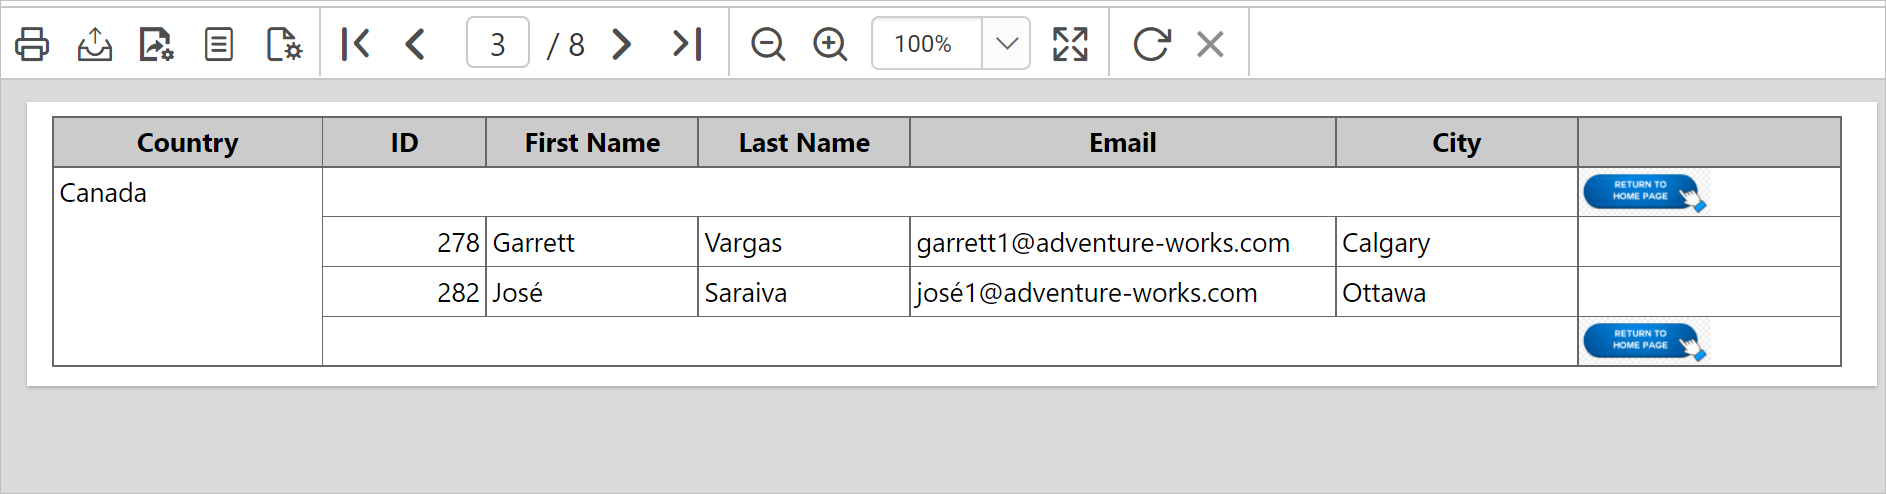 3 / 8 100%
Country ID First Name Last Name Email City
Canada
RETURN TO
HOME PAGE
278 Garrett Vargas garrett1@adventure-works.com Calgary
282 José Saraiva josé1@adventure-works.com Ottawa
RETURN TO
HOME PAGE